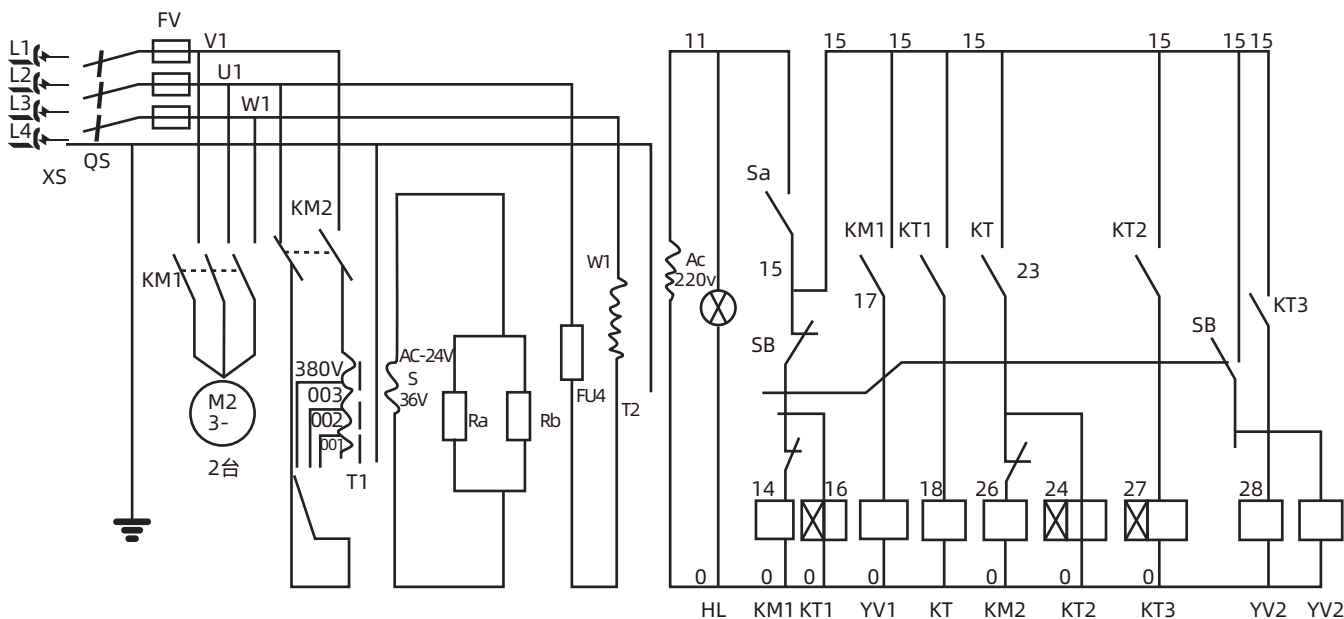 FV
L1
L2
L3
L4
XS
QS
V1
U1
W1
KM2
KM1
M2
3-
2台
380V
003
002
001
T1
AC-24V
S
36V
Ra
Rb
FU4
W1
T2
11
15
15
15
15
15
15
Sa
Ac
220v
15
SB
KM1
17
KT1
KT
23
KT2
SB
KT3
14
16
18
26
24
27
28
0
0
0
0
0
0
0
HL
KM1
KT1
YV1
KT
KM2
KT2
KT3
YV2
YV2